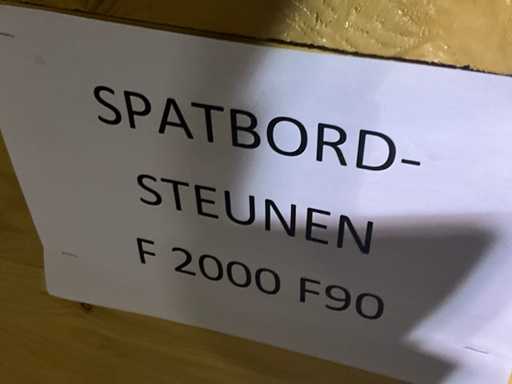 SPATBORD-
STEUNEN
F 2000 F90